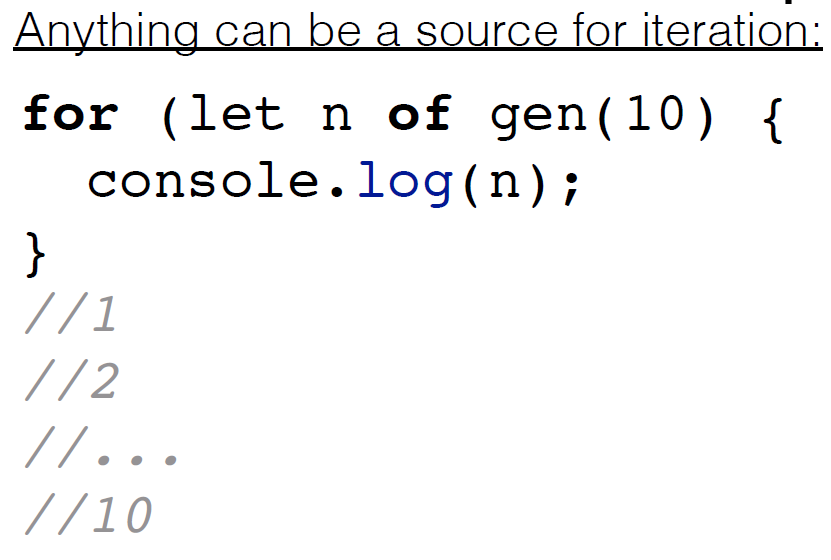 Anything can be a source for iteration:
for (let n of gen(10) {
  console.log(n);
}
//1
//2
//...
//10